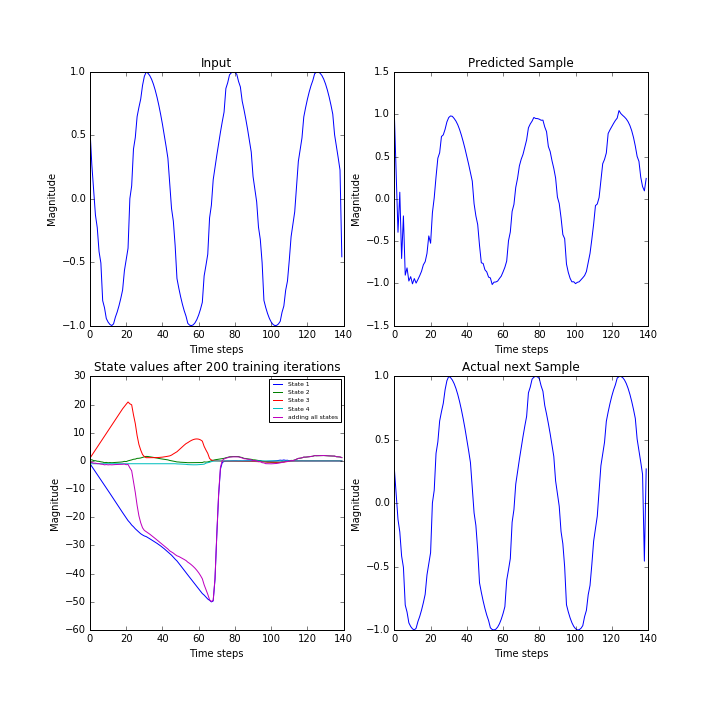 Input
1.0
0.5
0.0
−0.5
−1.0
Magnitude
0 20 40 60 80 100 120 140
Time steps
Predicted Sample
1.5
1.0
0.5
0.0
−0.5
−1.0
−1.5
Magnitude
0 20 40 60 80 100 120 140
Time steps
State values after 200 training iterations
30
20
10
0
−10
−20
−30
−40
−50
−60
Magnitude
State 1
State 2
State 3
State 4
adding all states
0 20 40 60 80 100 120 140
Time steps
Actual next Sample
1.0
0.5
0.0
−0.5
−1.0
Magnitude
0 20 40 60 80 100 120 140
Time steps